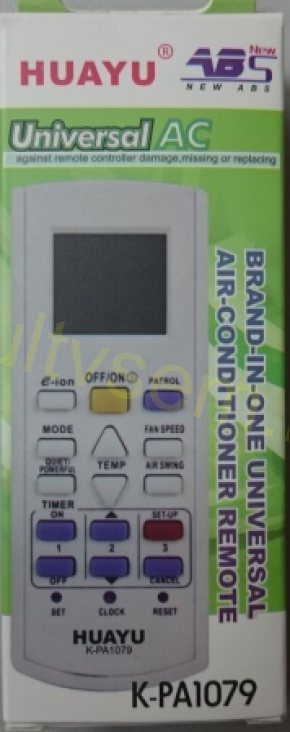 HUAYU®
New
ABS
NEW ABS
Universal AC
against remote controller damage,missing or replacing
BRAND-IN-ONE UNIVERSAL
AIR-CONDITIONER REMOTE
e-ion OFF/ON PATROL
MODE FAN SPEED
QUIET/
POWERFUL TEMP AIR SWING
TIMER
ON SET-UP
1 2 3
OFF CANCEL
SET CLOCK RESET
HUAYU
K-PA1079
K-PA1079